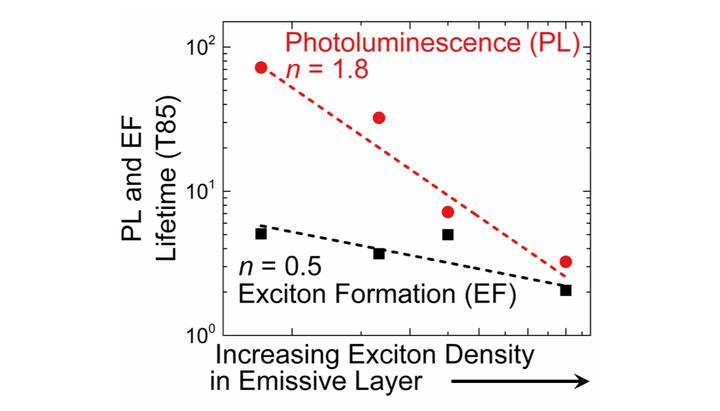 10²
Photoluminescence (PL)
n = 1.8
PL and EF
Lifetime (T85)
10¹
n = 0.5
Exciton Formation (EF)
10⁰
Increasing Exciton Density
in Emissive Layer